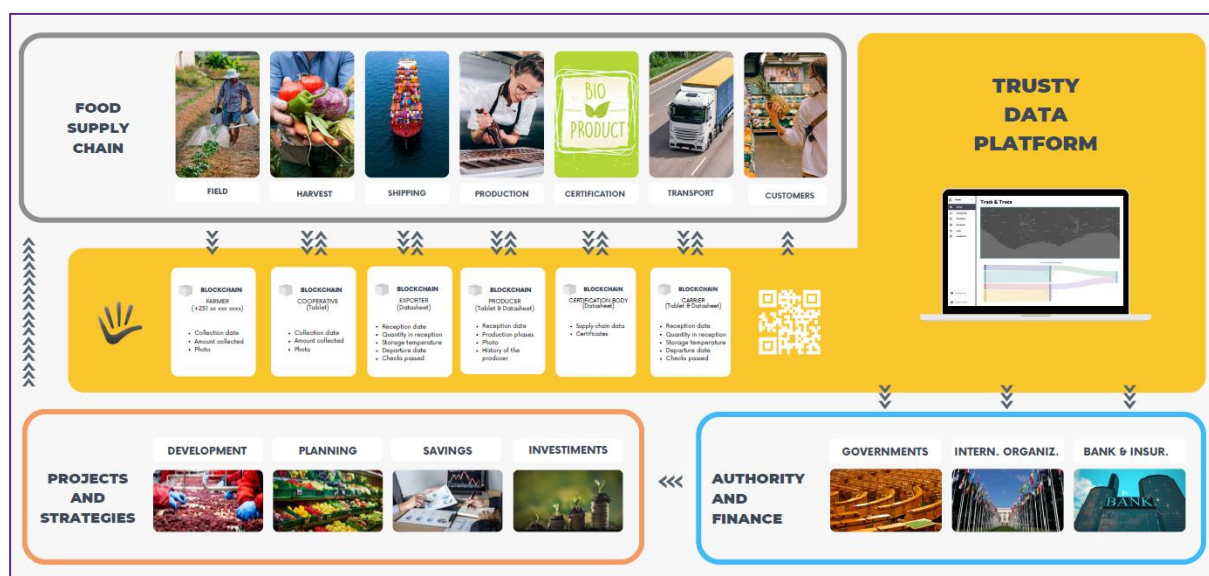 FOOD
SUPPLY
CHAIN
BIO
PRODUCT
FIELD
HARVEST
SHIPPING
PRODUCTION
CERTIFICATION
TRANSPORT
CUSTOMERS
TRUSTY
DATA
PLATFORM
Track & Trace
BLOCKCHAIN
FARMER
(+251 xx xxx xxxx)
• Collection date
• Amount collected
• Photo
BLOCKCHAIN
COOPERATIVE
(Tablet)
• Collection date
• Amount collected
• Photo
BLOCKCHAIN
EXPORTER
(Datasheet)
• Reception date
• Quantity in reception
• Storage temperature
• Departure date
• Checks passed
BLOCKCHAIN
PRODUCER
(Tablet & Datasheet)
• Reception date
• Production phases
• Photo
• History of the
producer
BLOCKCHAIN
CERTIFICATION BODY
(Datasheet)
• Supply chain data
• Certificates
BLOCKCHAIN
CARRIER
(Tablet & Datasheet)
• Reception date
• Quantity in reception
• Storage temperature
• Departure date
• Checks passed
PROJECTS
AND
STRATEGIES
DEVELOPMENT
PLANNING
SAVINGS
INVESTIMENTS
AUTHORITY
AND
FINANCE
GOVERNMENTS
INTERN. ORGANIZ.
BANK & INSUR.
BANK